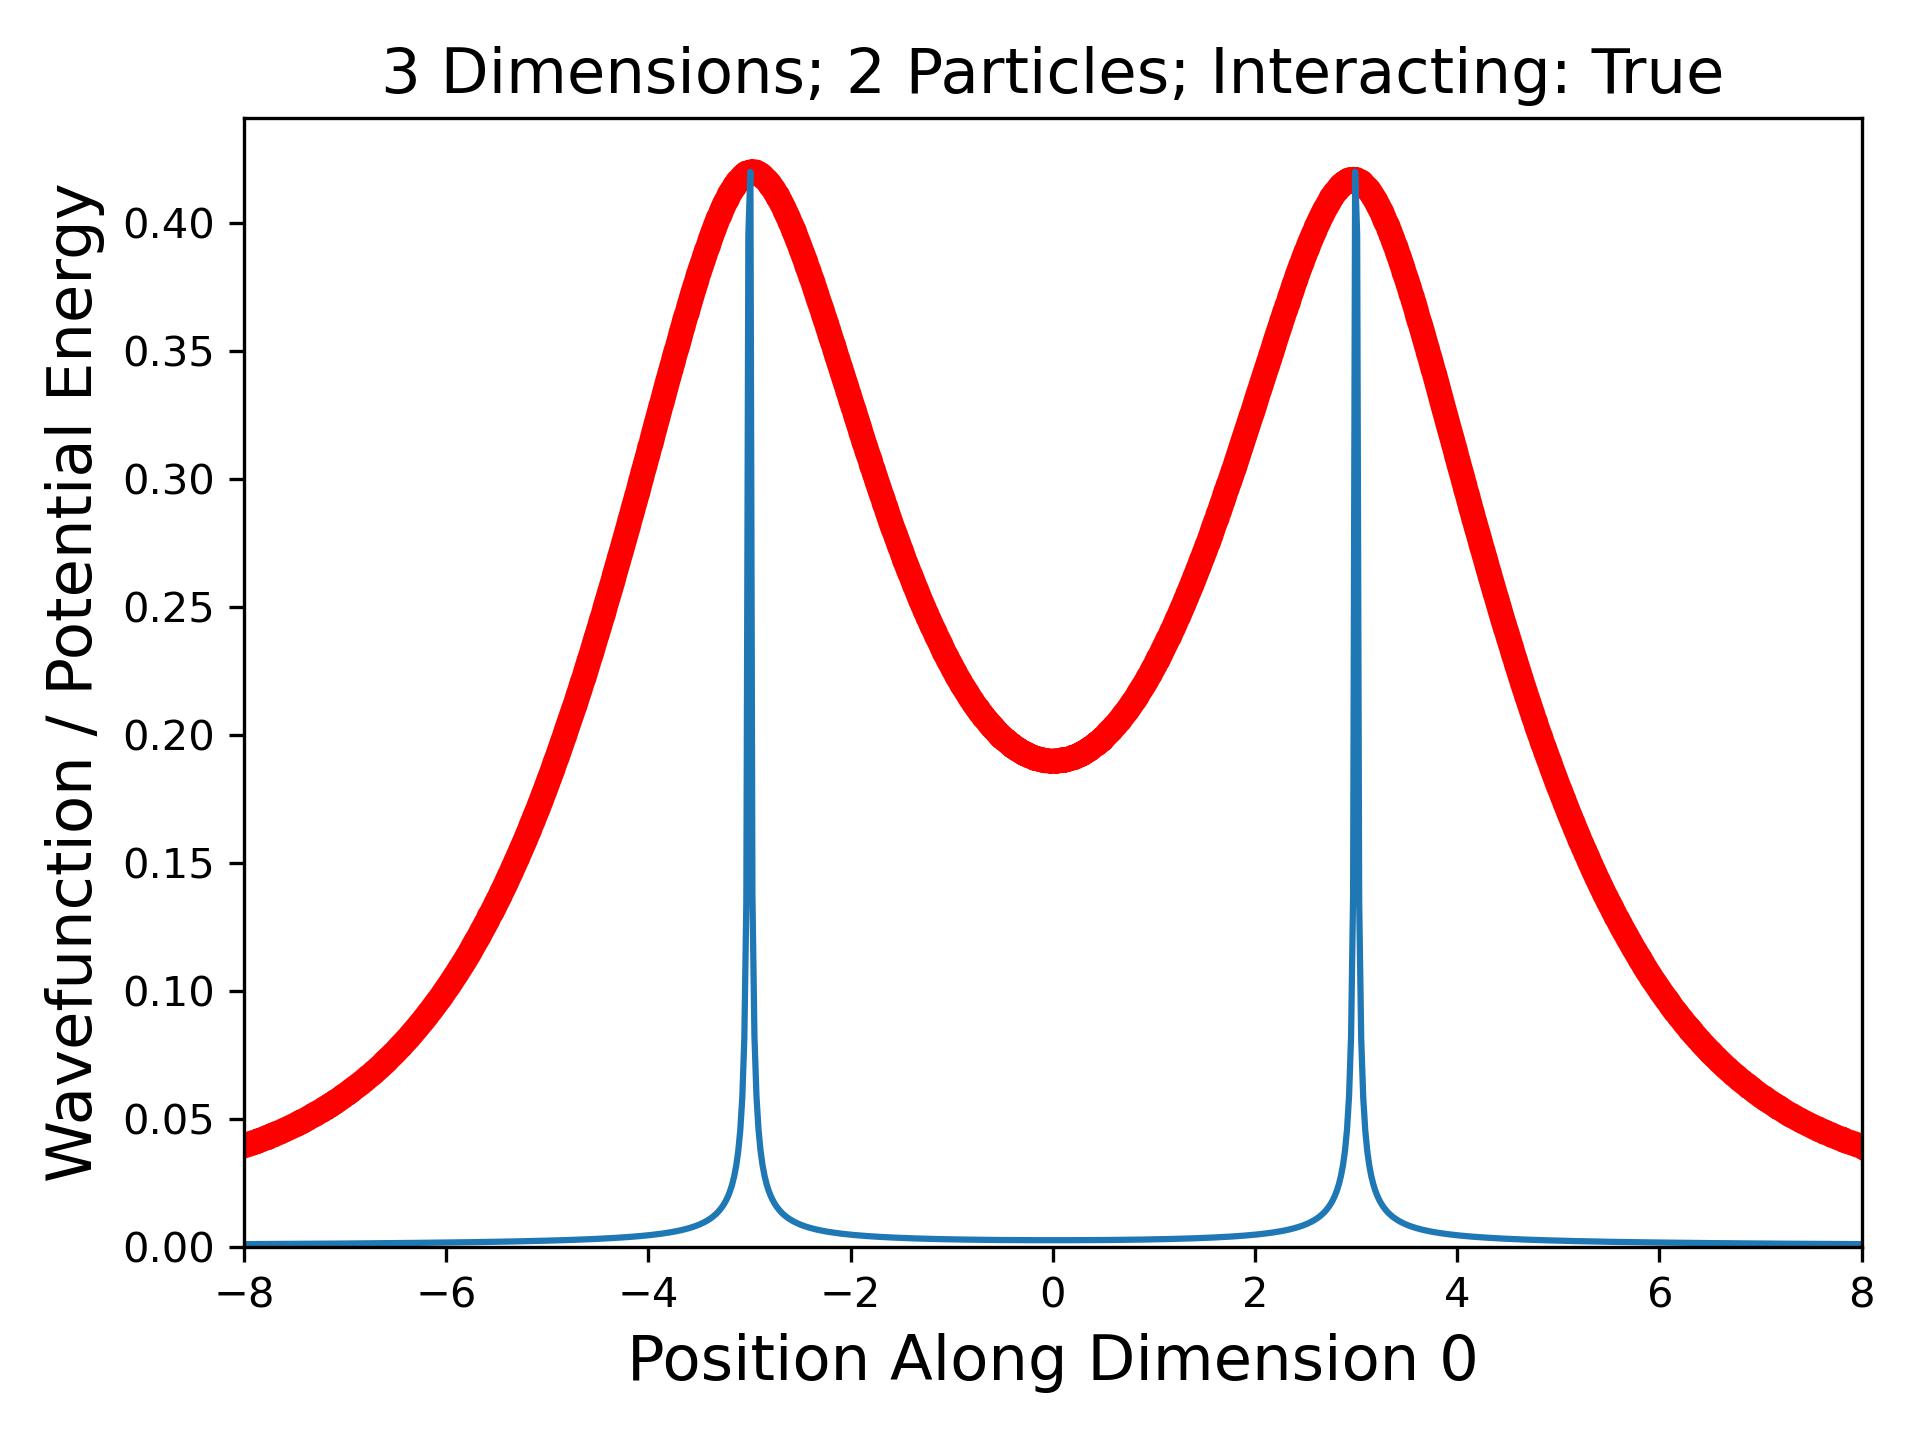 3 Dimensions; 2 Particles; Interacting: True
Wavefunction / Potential Energy
0.40
0.35
0.30
0.25
0.20
0.15
0.10
0.05
0.00
−8 −6 −4 −2 0 2 4 6 8
Position Along Dimension 0